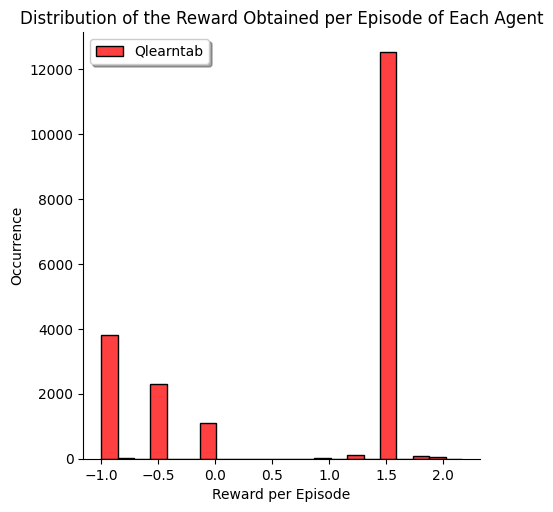 Distribution of the Reward Obtained per Episode of Each Agent
Qlearntab
12000
10000
8000
6000
4000
2000
0
Occurrence
−1.0 −0.5 0.0 0.5 1.0 1.5 2.0
Reward per Episode